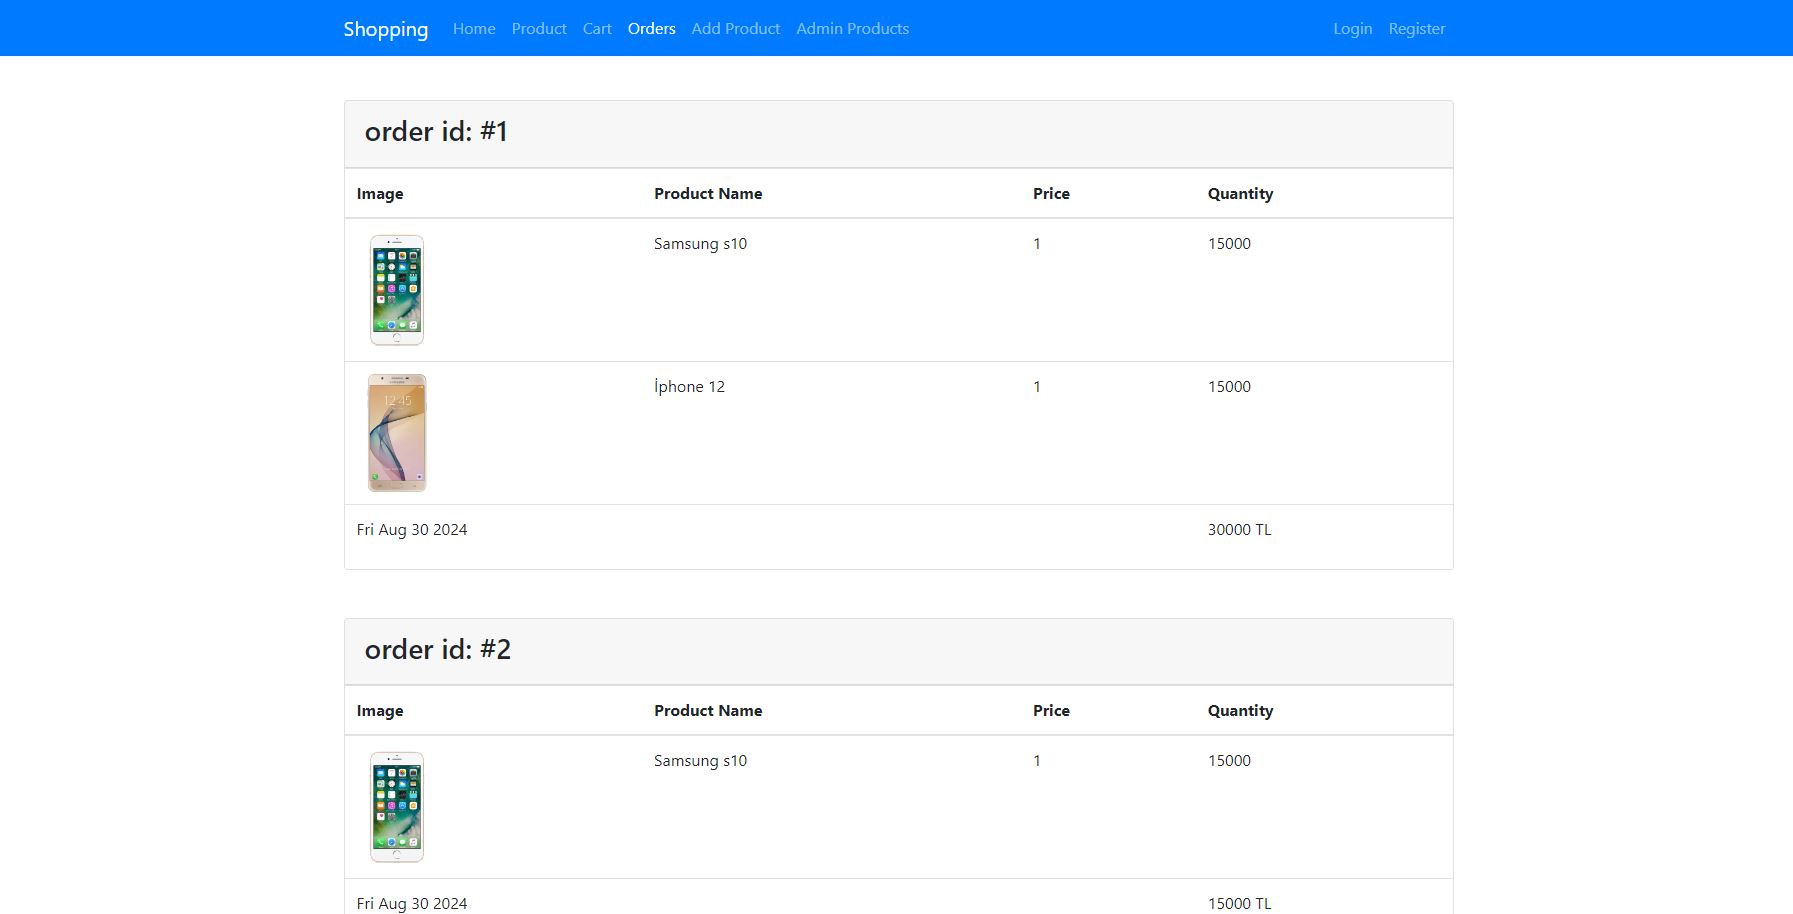 Shopping Home Product Cart Orders Add Product Admin Products Login Register
order id: #1
Image Product Name Price Quantity
Samsung s10 1 15000
İphone 12 1 15000
12 45
Fri Aug 30 2024 30000 TL
order id: #2
Image Product Name Price Quantity
Samsung s10 1 15000
Fri Aug 30 2024 15000 TL